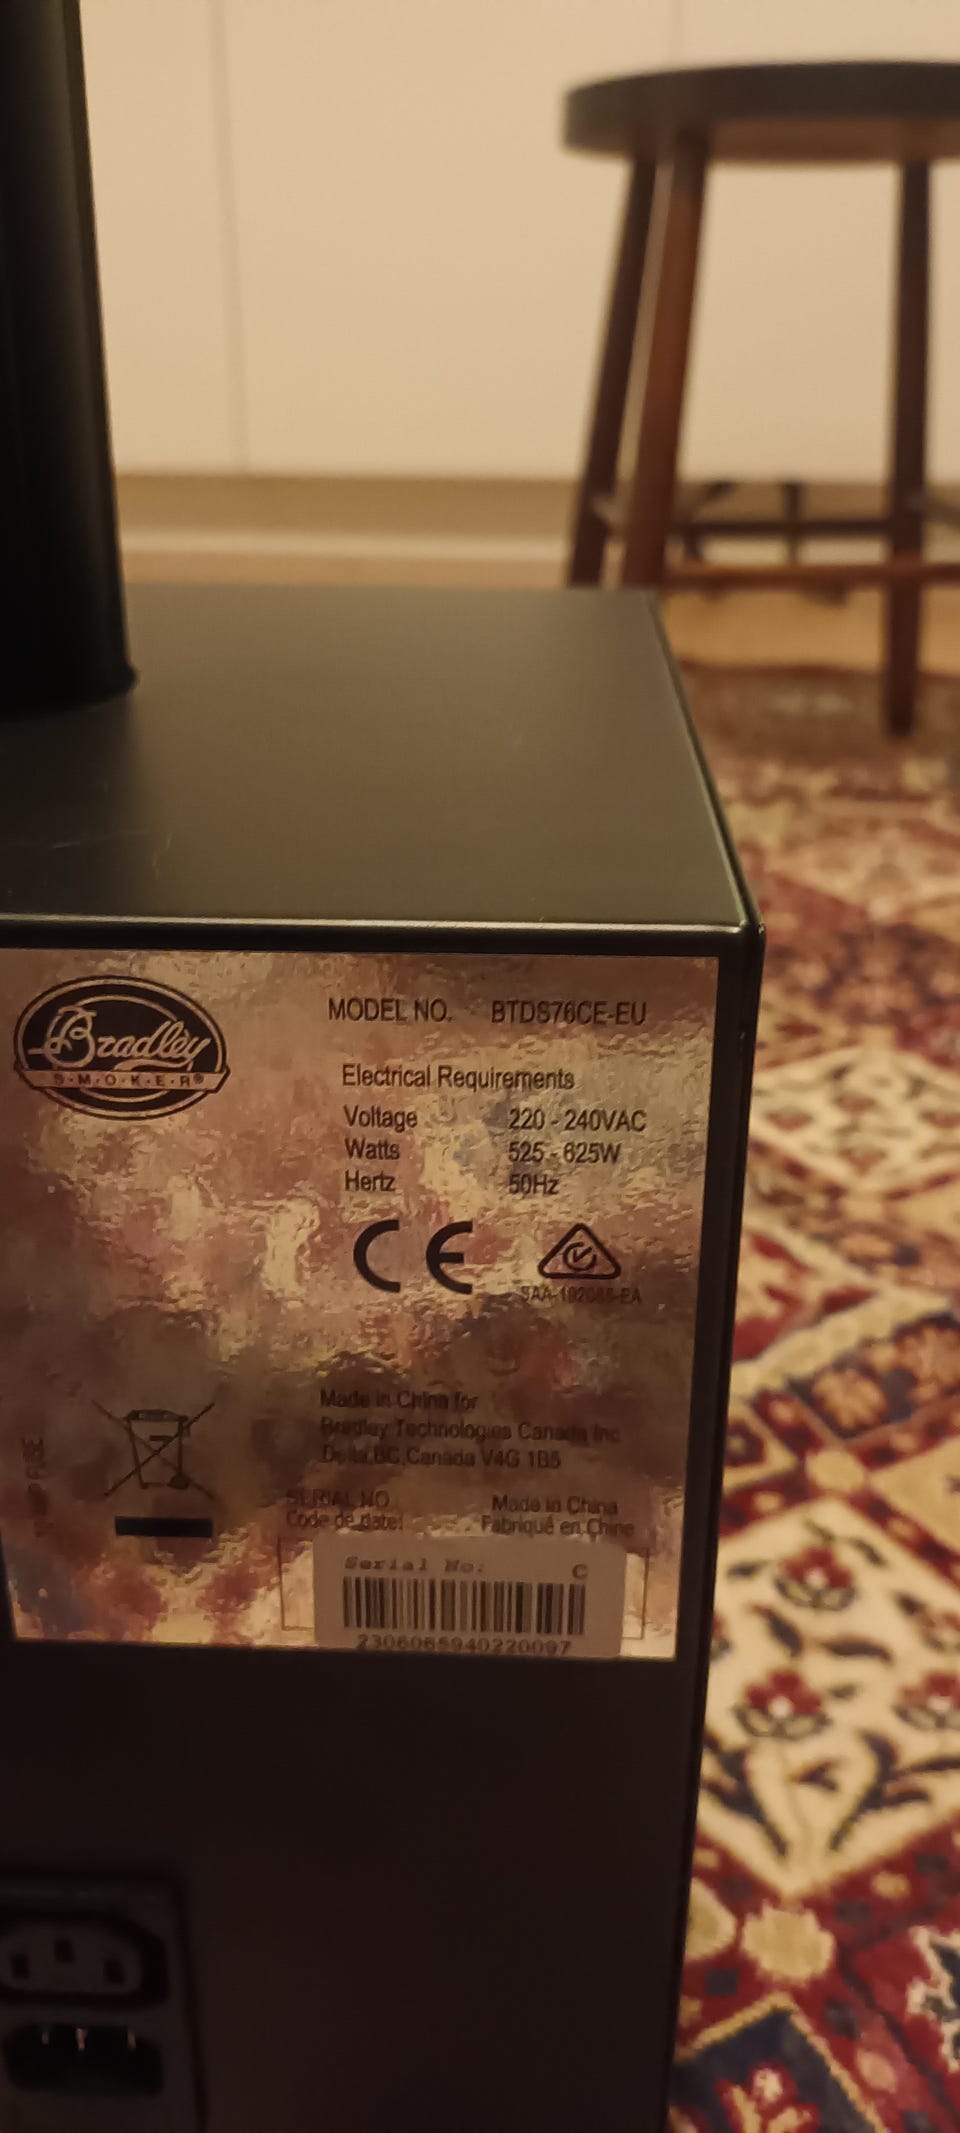 Bradley
S·M·O·K·E·R®
MODEL NO. BTDS76CE-EU
Electrical Requirements
Voltage 220 - 240VAC
Watts 525 - 625W
Hertz 50Hz
CE
Made in China for
Bradley Technologies Canada Inc
Delta,BC,Canada V4G 1B5
SERIAL NO. Made in China
Code de date: Fabriqué en Chine
Serial No: C
2306085940220097